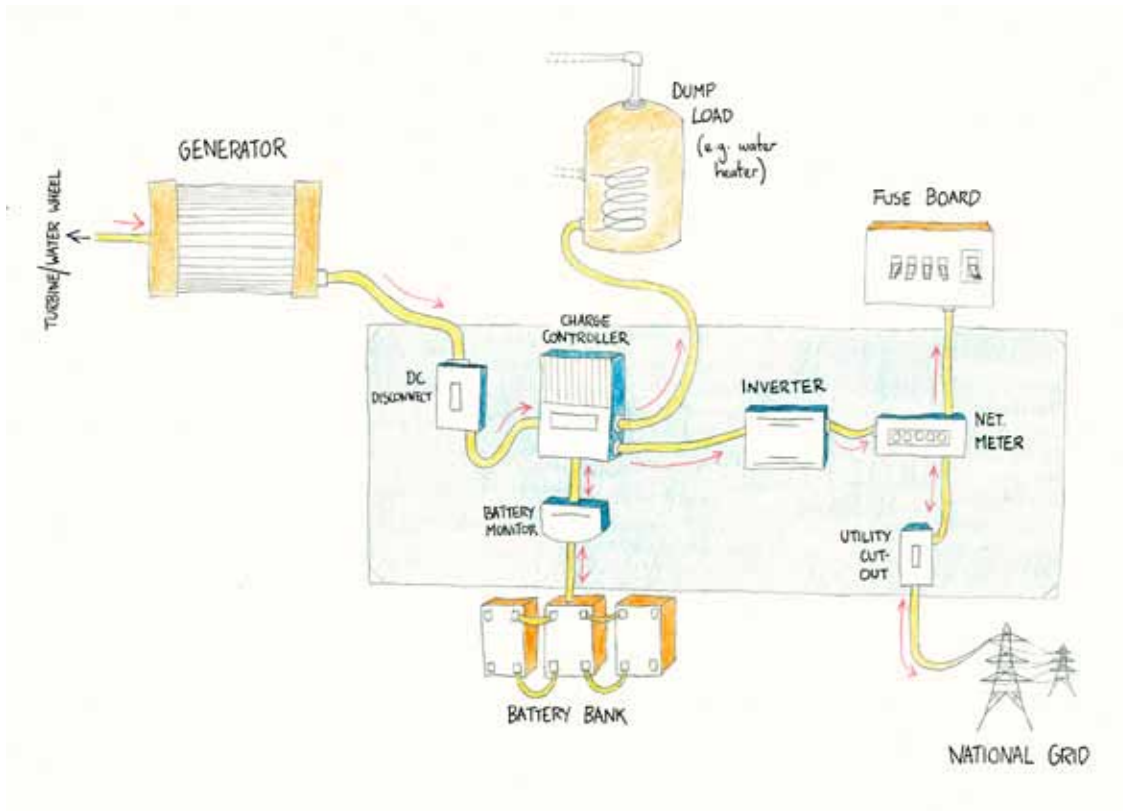 GENERATOR
TURBINE/WATER WHEEL
DUMP
LOAD
(e.g. water
heater)
FUSE BOARD
CHARGE
CONTROLLER
DC
DISCONNECT
INVERTER
NET.
METER
BATTERY
MONITOR
UTILITY
CUT-
OUT
BATTERY BANK
NATIONAL GRID